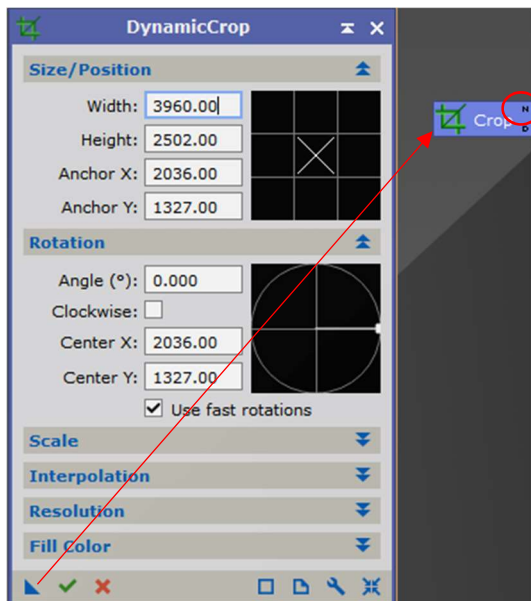 DynamicCrop
Size/Position
Width: 3960.00
Height: 2502.00
Anchor X: 2036.00
Anchor Y: 1327.00
Rotation
Angle (°): 0.000
Clockwise:
Center X: 2036.00
Center Y: 1327.00
Use fast rotations
Scale
Interpolation
Resolution
Fill Color
Crop
N
D